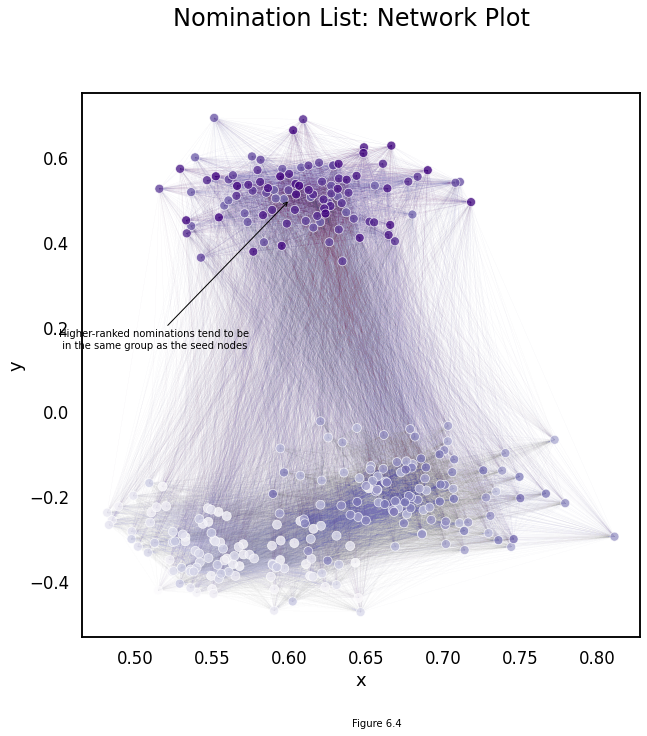 Nomination List: Network Plot
0.6
0.4
0.2
Higher-ranked nominations tend to be
in the same group as the seed nodes
y
0.0
−0.2
−0.4
0.50 0.55 0.60 0.65 0.70 0.75 0.80
x
Figure 6.4